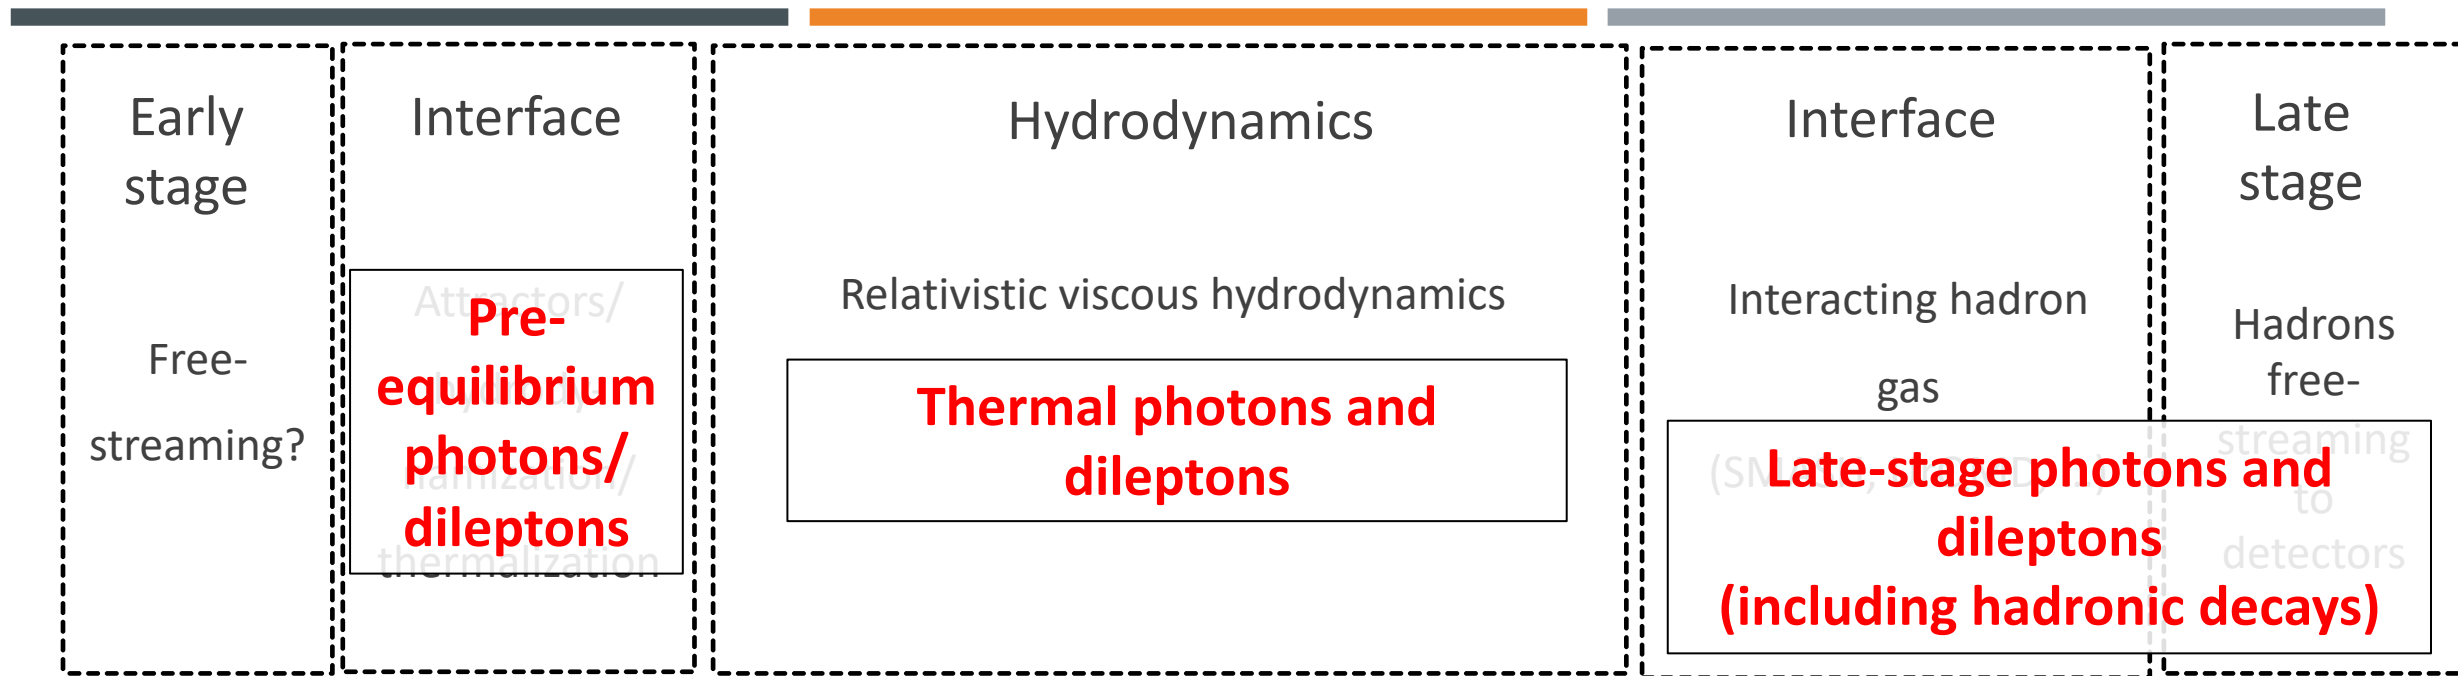 Early
stage
Free-
streaming?
Interface
Attractors/
thermalization
Pre-
equilibrium
photons/
dileptons
Hydrodynamics
Relativistic viscous hydrodynamics
Thermal photons and
dileptons
Interface
Interacting hadron
gas
Late
stage
Hadrons
free-
streaming
to
detectors
Late-stage photons and
dileptons
(including hadronic decays)